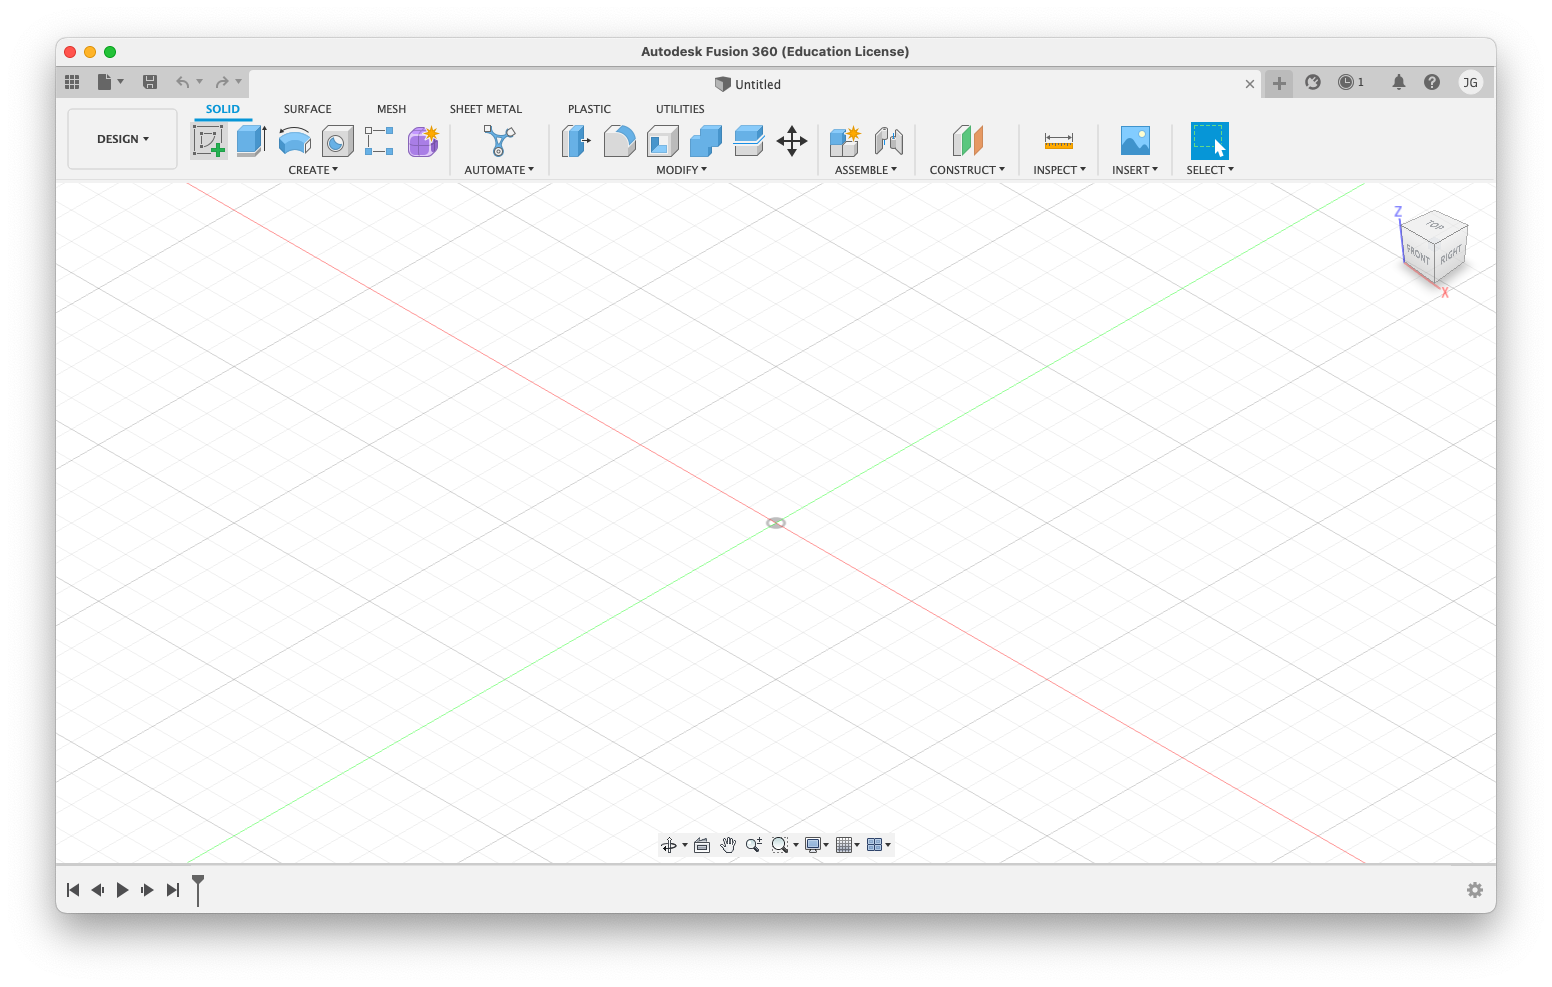 Autodesk Fusion 360 (Education License)
Untitled
1
JG
DESIGN
SOLID
SURFACE
MESH
SHEET METAL
PLASTIC
UTILITIES
CREATE
AUTOMATE
MODIFY
ASSEMBLE
CONSTRUCT
INSPECT
INSERT
SELECT
Z
TOP
FRONT
RIGHT
X